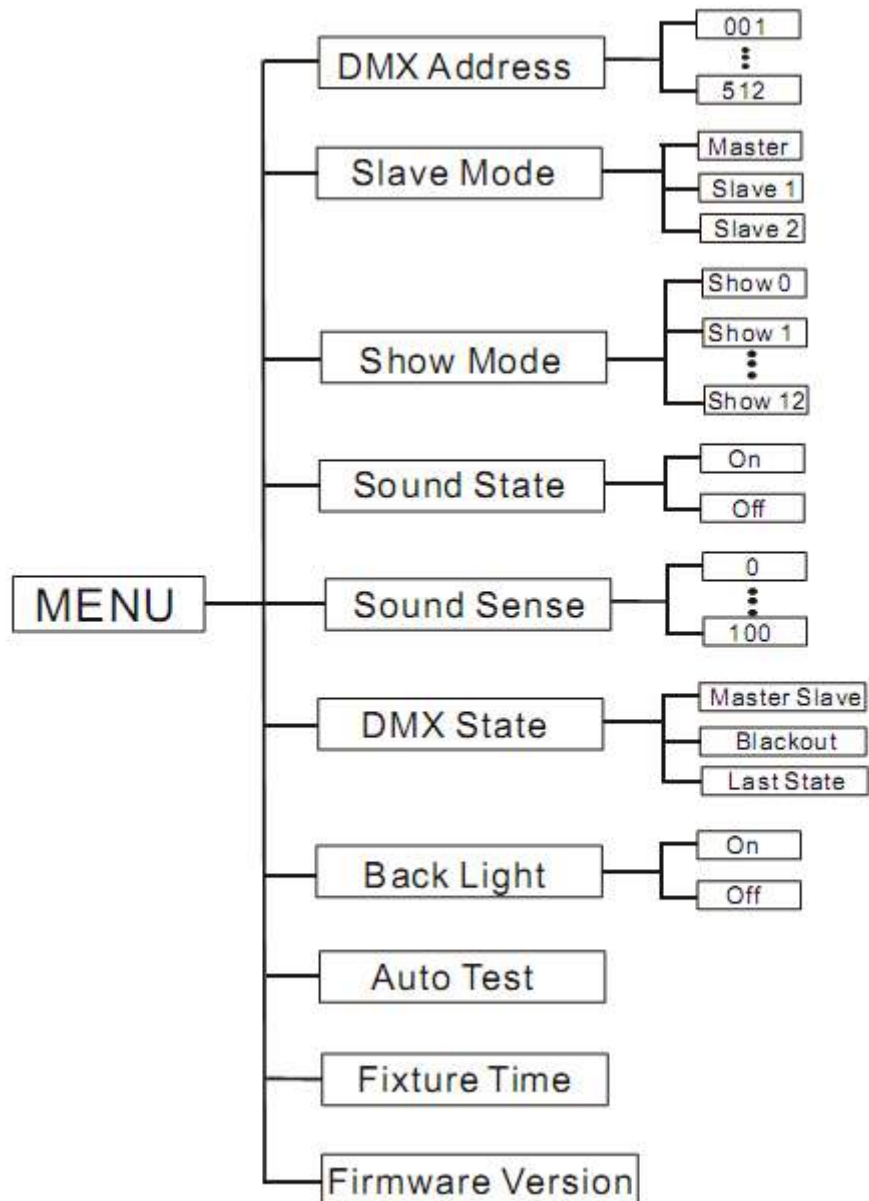 MENU
DMX Address
001
512
Slave Mode
Master
Slave 1
Slave 2
Show Mode
Show 0
Show 1
Show 12
Sound State
On
Off
Sound Sense
0
100
DMX State
Master Slave
Blackout
Last State
Back Light
On
Off
Auto Test
Fixture Time
Firmware Version